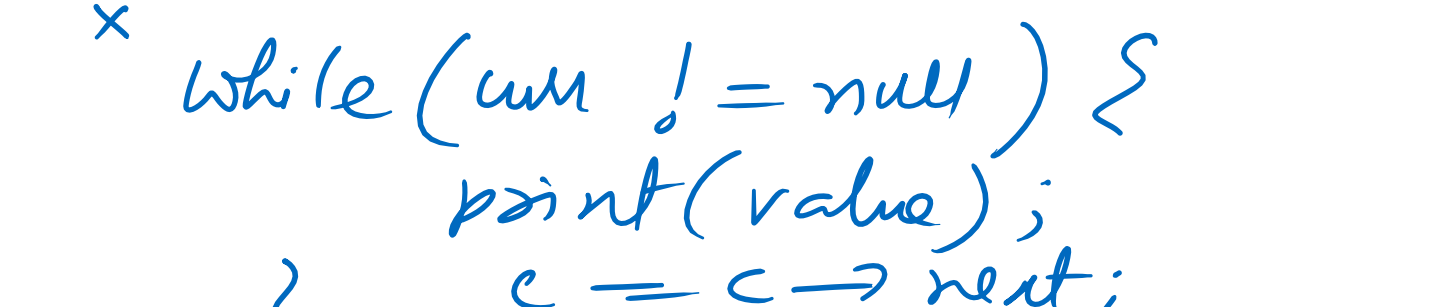 ×
while (curr != null) {
print(value);
} c = c → next;